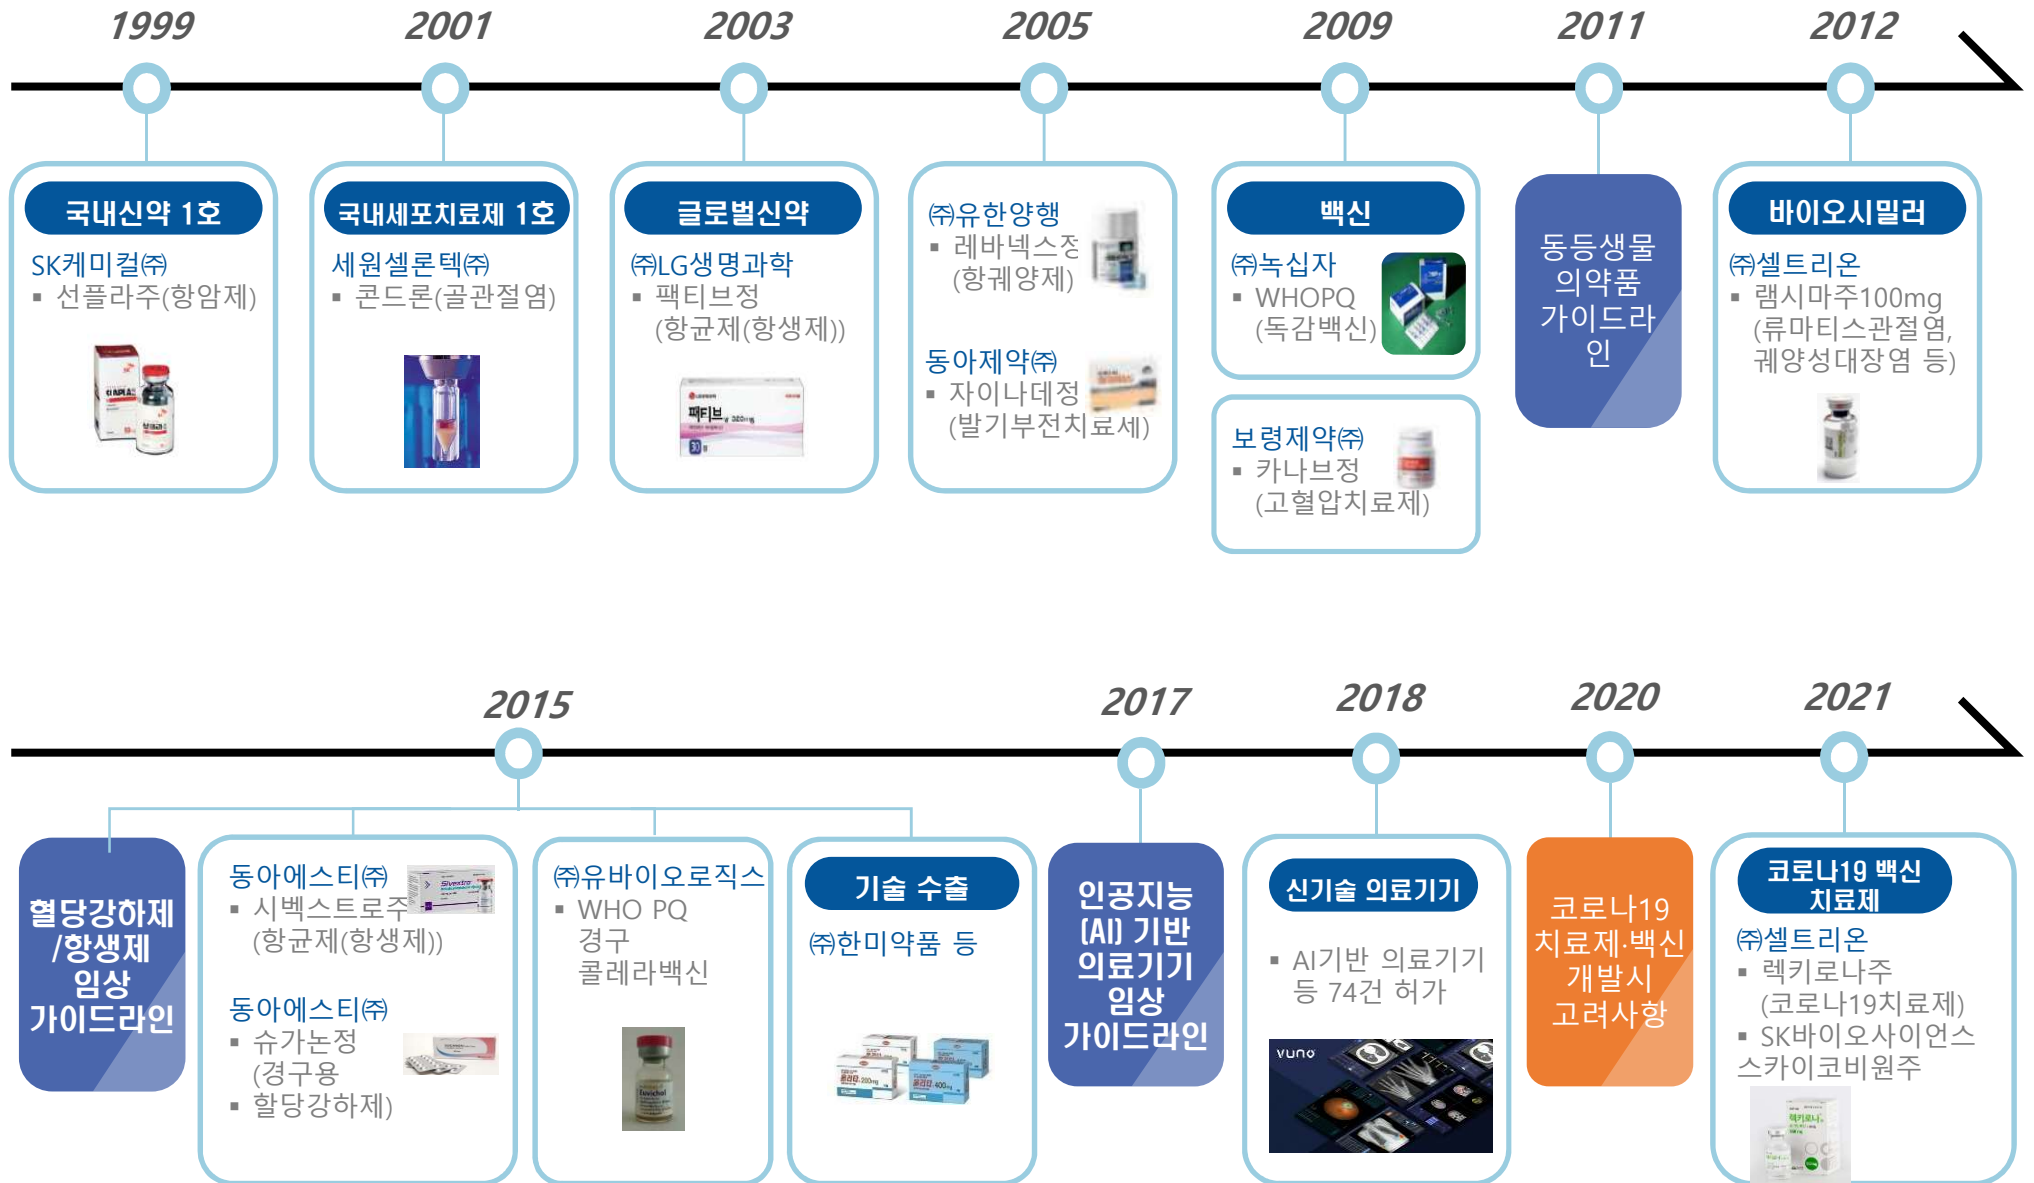 1999
2001
2003
2005
2009
2011
2012
국내신약 1호
SK케미컬㈜
▪ 선플라주(항암제)
국내세포치료제 1호
세원셀론텍㈜
▪ 콘드론(골관절염)
글로벌신약
㈜LG생명과학
▪ 팩티브정
(항균제(항생제))
팩티브
㈜유한양행
▪ 레바넥스정
(항궤양제)
동아제약㈜
▪ 자이나데정
(발기부전치료세)
백신
㈜녹십자
▪ WHOPQ
(독감백신)
보령제약㈜
▪ 카나브정
(고혈압치료제)
동등생물
의약품
가이드라
인
바이오시밀러
㈜셀트리온
▪ 램시마주100mg
(류마티스관절염,
궤양성대장염 등)
2015
2017
2018
2020
2021
혈당강하제
/항생제
임상
가이드라인
동아에스티㈜
▪ 시벡스트로주
(항균제(항생제))
Sivextro
동아에스티㈜
▪ 슈가논정
(경구용
▪ 할당강하제)
㈜유바이오로직스
▪ WHO PQ
경구
콜레라백신
Euvichol
기술 수출
㈜한미약품 등
올리타 200mg
올리타 400mg
인공지능
(AI) 기반
의료기기
임상
가이드라인
신기술 의료기기
▪ AI기반 의료기기
등 74건 허가
VUNO
코로나19
치료제·백신
개발시
고려사항
코로나19 백신
치료제
㈜셀트리온
▪ 렉키로나주
(코로나19치료제)
▪ SK바이오사이언스
스카이코비원주
렉키로나